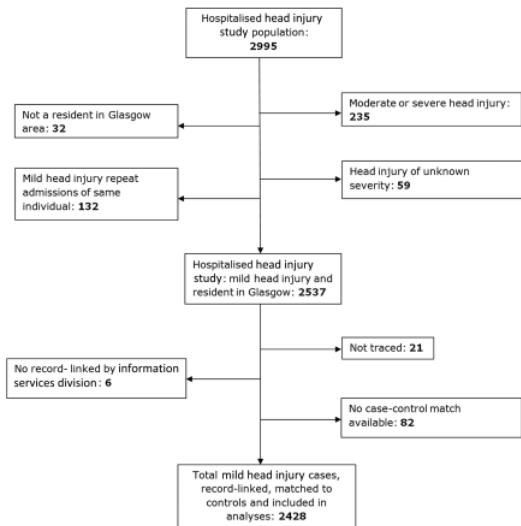 Hospitalised head injury
study population:
2995
Moderate or severe head injury:
235
Not a resident in Glasgow
area: 32
Head injury of unknown
severity: 59
Mild head injury repeat
admissions of same
individual: 132
Hospitalised head injury
study: mild head injury and
resident in Glasgow: 2537
Not traced: 21
No record- linked by information
services division: 6
No case-control match
available: 82
Total mild head injury cases,
record-linked, matched to
controls and included in
analyses: 2428